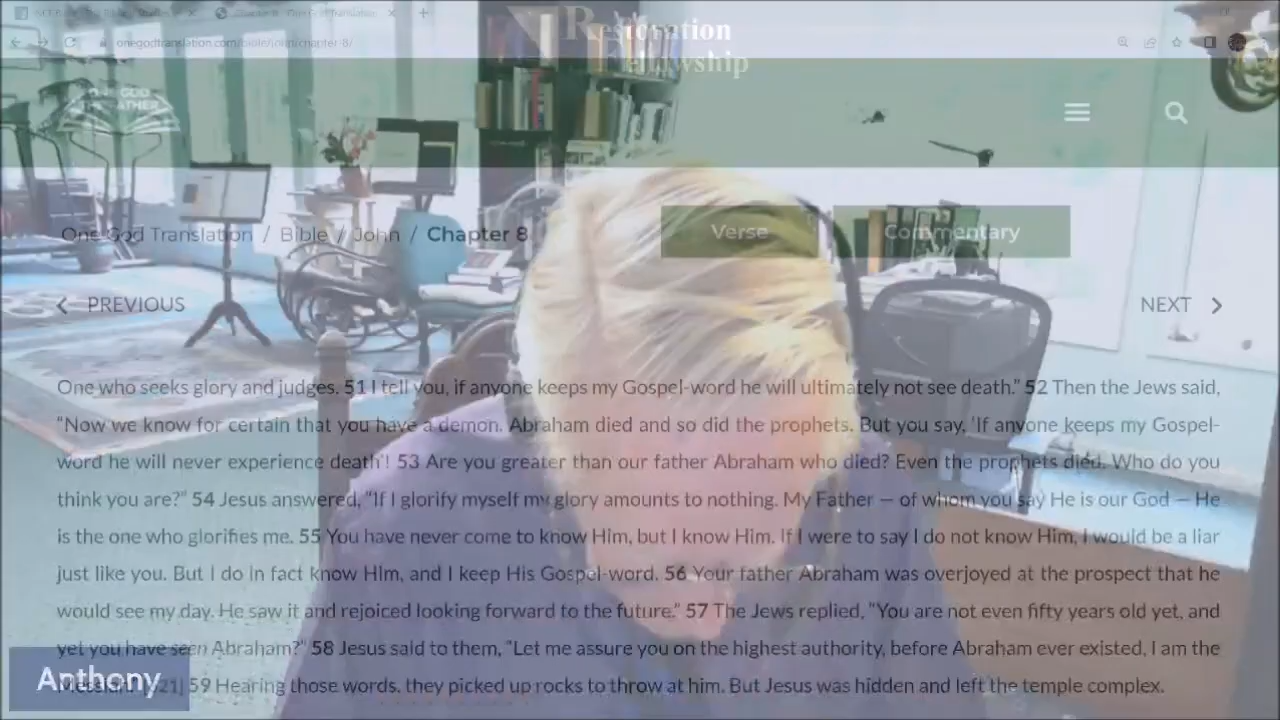 Restoration
Fellowship
onegodtranslation.com/bible/john/chapter-8/
ONE GOD
THE FATHER
One God Translation / Bible / John / Chapter 8
Verse
Commentary
PREVIOUS
NEXT
One who seeks glory and judges. 51 I tell you, if anyone keeps my Gospel-word he will ultimately not see death." 52 Then the Jews said,
"Now we know for certain that you have a demon. Abraham died and so did the prophets. But you say, 'If anyone keeps my Gospel-
word he will never experience death'! 53 Are you greater than our father Abraham who died? Even the prophets died. Who do you
think you are?" 54 Jesus answered, "If I glorify myself my glory amounts to nothing. My Father — of whom you say He is our God — He
is the one who glorifies me. 55 You have never come to know Him, but I know Him. If I were to say I do not know Him, I would be a liar
just like you. But I do in fact know Him, and I keep His Gospel-word. 56 Your father Abraham was overjoyed at the prospect that he
would see my day. He saw it and rejoiced looking forward to the future." 57 The Jews replied, "You are not even fifty years old yet, and
yet you have seen Abraham?" 58 Jesus said to them, "Let me assure you on the highest authority, before Abraham ever existed, I am the
59 Hearing those words, they picked up rocks to throw at him. But Jesus was hidden and left the temple complex.
Anthony